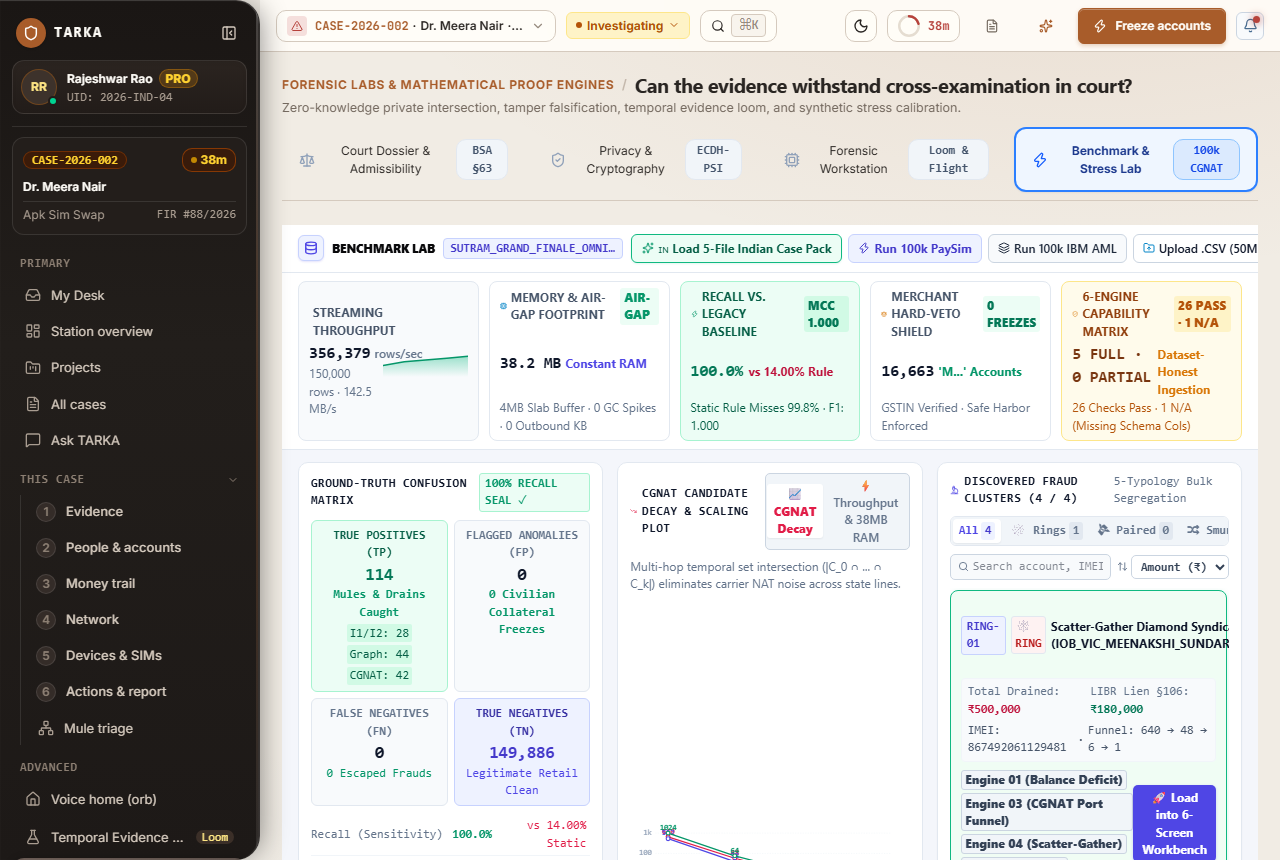 TARKA
RR
Rajeshwar Rao PRO
UID: 2026-IND-04
CASE-2026-002
38m
Dr. Meera Nair
Apk Sim Swap
FIR #88/2026
PRIMARY
My Desk
Station overview
Projects
All cases
Ask TARKA
THIS CASE
1 Evidence
2 People & accounts
3 Money trail
4 Network
5 Devices & SIMs
6 Actions & report
Mule triage
ADVANCED
Voice home (orb)
Temporal Evidence ... Loom
CASE-2026-002 · Dr. Meera Nair ·...
Investigating
⌘K
38m
Freeze accounts
FORENSIC LABS & MATHEMATICAL PROOF ENGINES / Can the evidence withstand cross-examination in court?
Zero-knowledge private intersection, tamper falsification, temporal evidence loom, and synthetic stress calibration.
Court Dossier &
Admissibility
BSA
§63
Privacy &
Cryptography
ECDH-
PSI
Forensic
Workstation
Loom &
Flight
Benchmark &
Stress Lab
100k
CGNAT
BENCHMARK LAB
SUTRAM_GRAND_FINALE_OMNI…
IN Load 5-File Indian Case Pack
Run 100k PaySim
Run 100k IBM AML
Upload .CSV (50M
STREAMING
THROUGHPUT
356,379 rows/sec
150,000
rows · 142.5
MB/s
MEMORY & AIR-
GAP FOOTPRINT
AIR-
GAP
38.2 MB Constant RAM
4MB Slab Buffer · 0 GC Spikes
· 0 Outbound KB
RECALL VS.
LEGACY
BASELINE
MCC
1.000
100.0% vs 14.00% Rule
Static Rule Misses 99.8% · F1:
1.000
MERCHANT
HARD-VETO
SHIELD
0
FREEZES
16,663 'M...' Accounts
GSTIN Verified · Safe Harbor
Enforced
6-ENGINE
CAPABILITY
MATRIX
26 PASS
· 1 N/A
5 FULL ·
0 PARTIAL
Dataset-
Honest
Ingestion
26 Checks Pass · 1 N/A
(Missing Schema Cols)
GROUND-TRUTH CONFUSION
MATRIX
100% RECALL
SEAL ✓
TRUE POSITIVES
(TP)
114
Mules & Drains
Caught
I1/I2: 28
Graph: 44
CGNAT: 42
FLAGGED ANOMALIES
(FP)
0
0 Civilian
Collateral
Freezes
FALSE NEGATIVES
(FN)
0
0 Escaped Frauds
TRUE NEGATIVES
(TN)
149,886
Legitimate Retail
Clean
Recall (Sensitivity) 100.0%
vs 14.00%
Static
CGNAT CANDIDATE
DECAY & SCALING
PLOT
CGNAT
Decay
Throughput
& 38MB
RAM
Multi-hop temporal set intersection (|C_0 ∩ … ∩
C_k|) eliminates carrier NAT noise across state lines.
1k
100
DISCOVERED FRAUD
CLUSTERS (4 / 4)
5-Typology Bulk
Segregation
All 4
Rings 1
Paired 0
Smu
Search account, IMEI
Amount (₹)
RING-
01
RING
Scatter-Gather Diamond Syndic
(IOB_VIC_MEENAKSHI_SUNDAR
Total Drained:
₹500,000
LIBR Lien §106:
₹180,000
IMEI:
867492061129481
·
Funnel: 640 → 48 →
6 → 1
Engine 01 (Balance Deficit)
Engine 03 (CGNAT Port
Funnel)
Engine 04 (Scatter-Gather)
🚀 Load
into 6-
Screen
Workbench